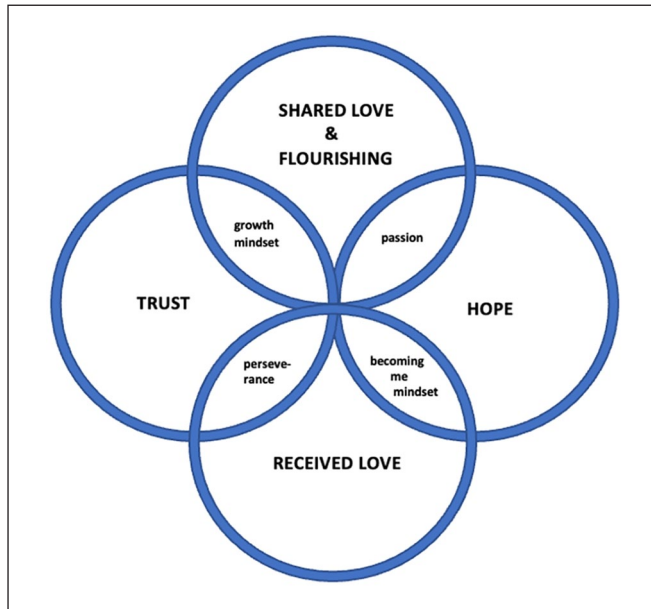 SHARED LOVE
&
FLOURISHING
growth
mindset
passion
TRUST
HOPE
perseve-
rance
becoming
me
mindset
RECEIVED LOVE